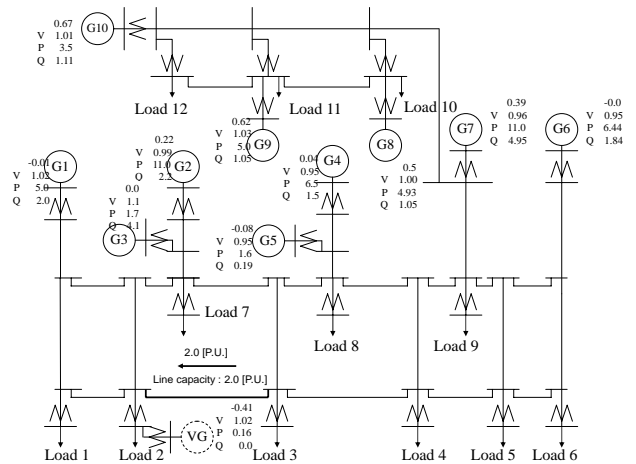 0.67
V 1.01
P 3.5
Q 1.11
G10
Load 12
Load 11
Load 10
0.62
V 1.03
P 5.0
Q 1.05
G9
G8
0.39
V 0.96
P 11.0
Q 4.95
G7
-0.0
V 0.95
P 6.44
Q 1.84
G6
-0.01
V 1.02
P 5.0
Q 2.0
G1
0.22
V 0.99
P 11.0
Q 2.2
G2
0.04
V 0.95
P 6.5
Q 1.5
G4
0.5
V 1.00
P 4.93
Q 1.05
0.0
V 1.1
P 1.7
Q 4.1
G3
-0.08
V 0.95
P 1.6
Q 0.19
G5
Load 7
Load 8
Load 9
2.0 [P.U.]
Line capacity : 2.0 [P.U.]
-0.41
V 1.02
P 0.16
Q 0.0
VG
Load 1
Load 2
Load 3
Load 4
Load 5
Load 6